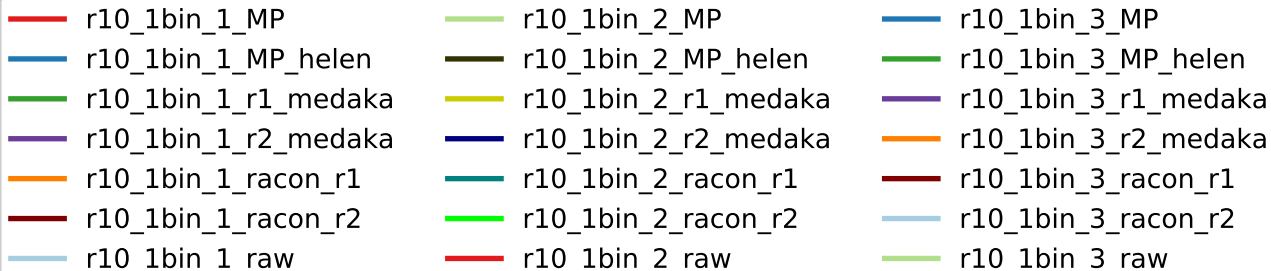 r10_1bin_1_MP r10_1bin_2_MP r10_1bin_3_MP
r10_1bin_1_MP_helen r10_1bin_2_MP_helen r10_1bin_3_MP_helen
r10_1bin_1_r1_medaka r10_1bin_2_r1_medaka r10_1bin_3_r1_medaka
r10_1bin_1_r2_medaka r10_1bin_2_r2_medaka r10_1bin_3_r2_medaka
r10_1bin_1_racon_r1 r10_1bin_2_racon_r1 r10_1bin_3_racon_r1
r10_1bin_1_racon_r2 r10_1bin_2_racon_r2 r10_1bin_3_racon_r2
r10_1bin_1_raw r10_1bin_2_raw r10_1bin_3_raw